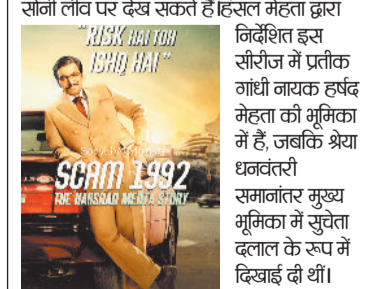 सोनी लीव पर देख सकते हैं।हंसल मेहता द्वारा
"RISK HAI TOH
ISHQ HAI"
SCAM 1992
THE HARSHAD MEHTA STORY
निर्देशित इस
सीरीज में प्रतीक
गांधी नायक हर्षद
मेहता की भूमिका
में हैं, जबकि श्रेया
धनवंतरी
समानांतर मुख्य
भूमिका में सुचेता
दलाल के रूप में
दिखाई दी थीं।